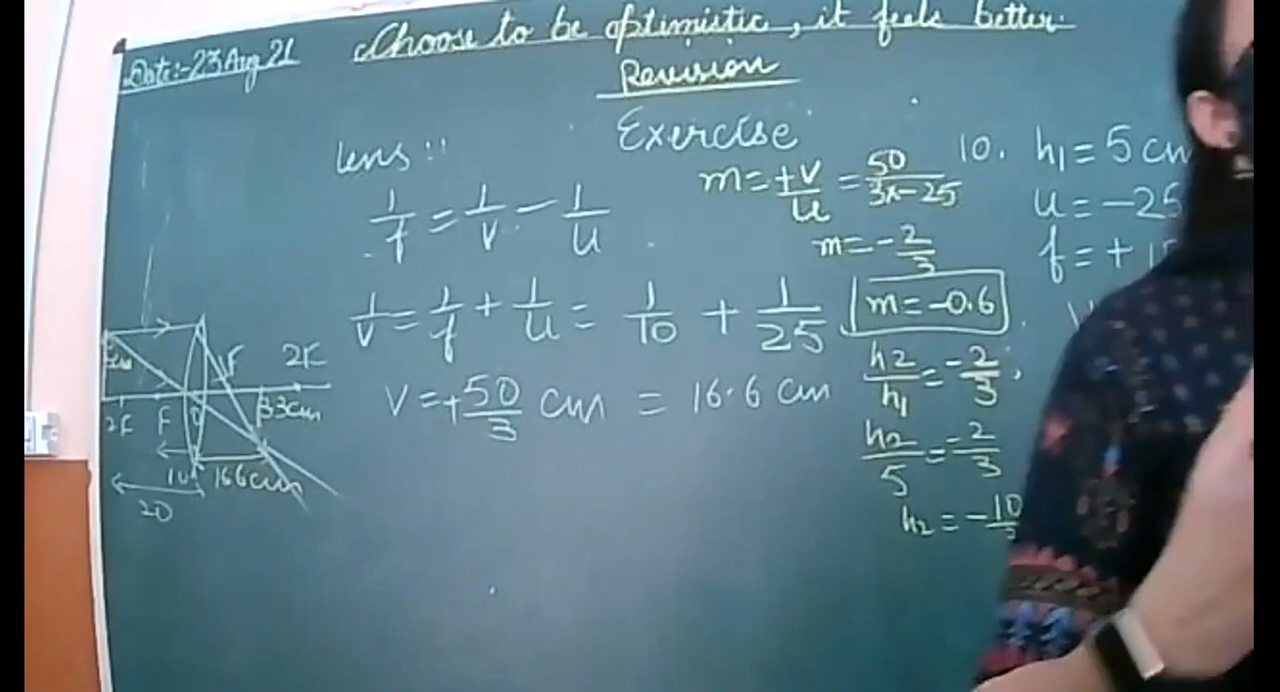 Date:-23 Aug 21
Choose to be optimistic, it feels better.
Revision
Exercise
lens !!
1/f = 1/v - 1/u
1/v = 1/f + 1/u = 1/10 + 1/25
v = +50/3 cm = 16.6 cm
m = +v/u = 50/3x-25
m = -2/3
m = -0.6
h2/h1 = -2/3
h2/5 = -2/3
h2 = -10
10. h1 = 5 cm
u = -25
f = +1
F 2F
2F F O
3.3cm
10 16.6cm
20